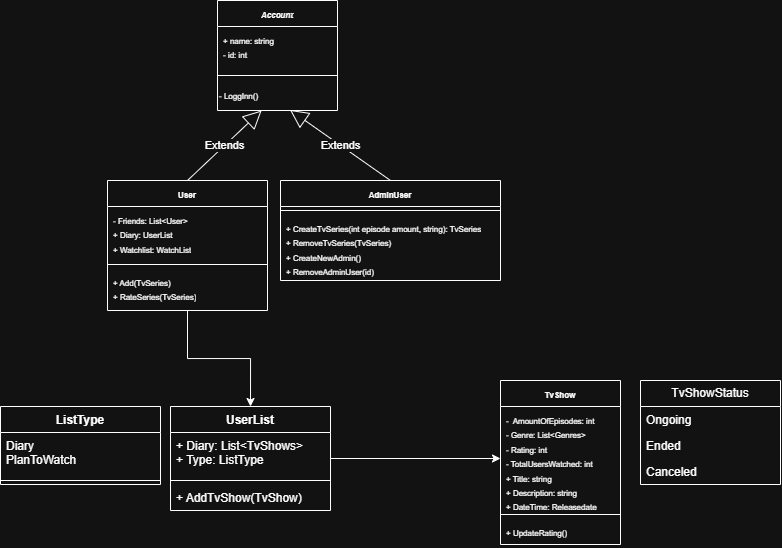 Account
+ name: string
- id: int
- LoggInn()
Extends
Extends
User
- Friends: List<User>
+ Diary: UserList
+ Watchlist: WatchList
+ Add(TvSeries)
+ RateSeries(TvSeries)
AdminUser
+ CreateTvSeries(int episode amount, string): TvSeries
+ RemoveTvSeries(TvSeries)
+ CreateNewAdmin()
+ RemoveAdminUser(id)
ListType
Diary
PlanToWatch
UserList
+ Diary: List<TvShows>
+ Type: ListType
+ AddTvShow(TvShow)
TvShow
- AmountOfEpisodes: int
- Genre: List<Genres>
- Rating: int
- TotalUsersWatched: int
+ Title: string
+ Description: string
+ DateTime: Releasedate
+ UpdateRating()
TvShowStatus
Ongoing
Ended
Canceled